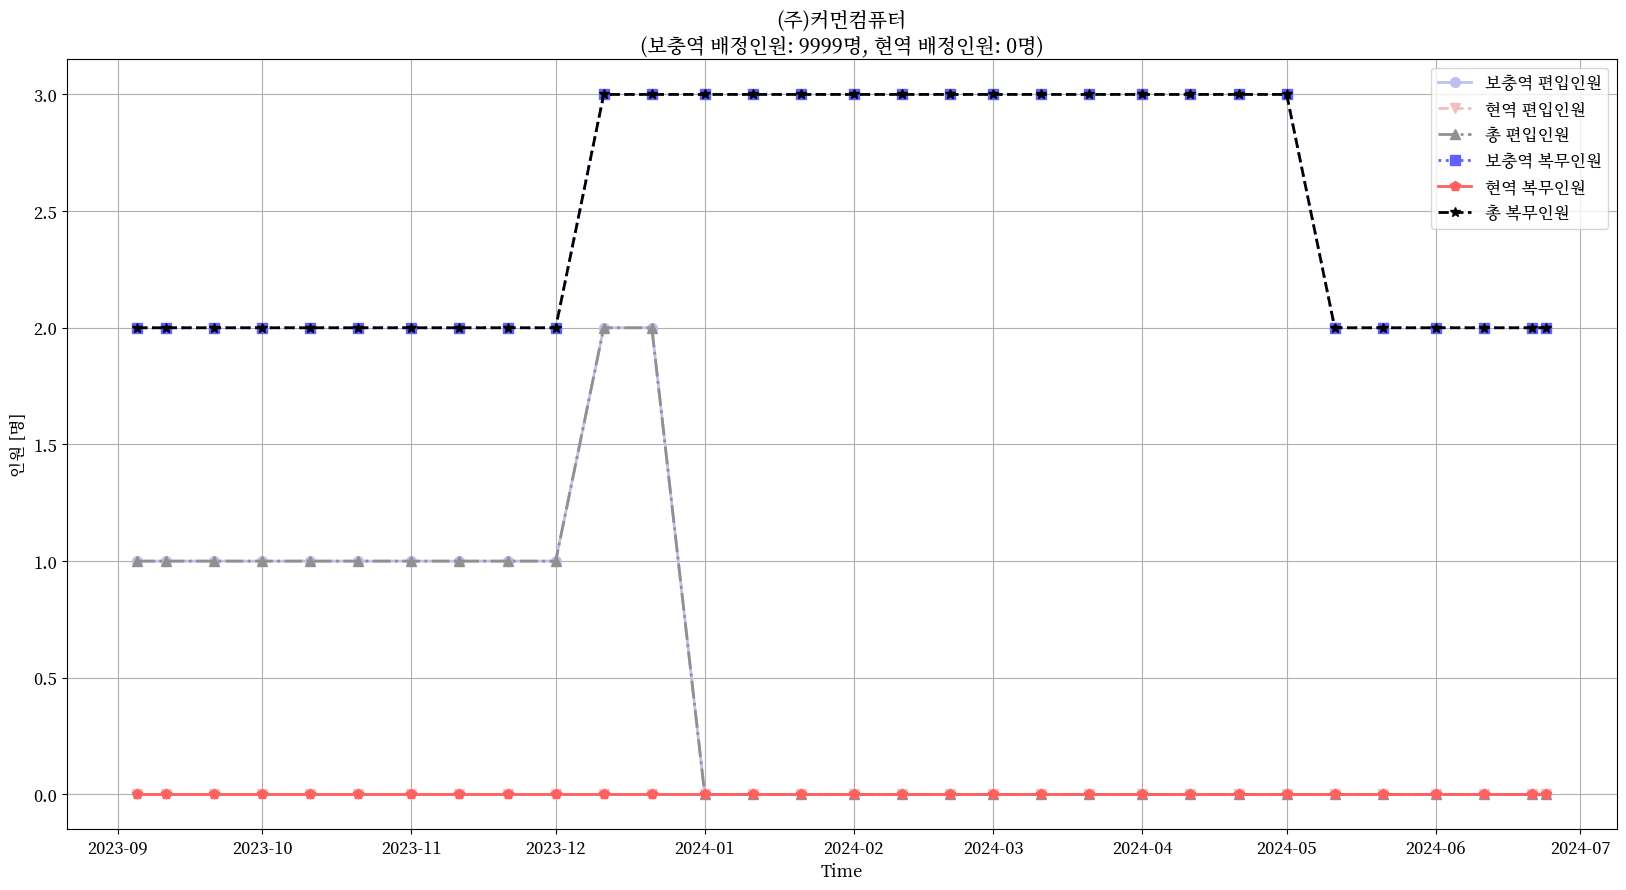 (주)커먼컴퓨터
(보충역 배정인원: 9999명, 현역 배정인원: 0명)
보충역 편입인원
현역 편입인원
총 편입인원
보충역 복무인원
현역 복무인원
총 복무인원
인원 [명]
3.0
2.5
2.0
1.5
1.0
0.5
0.0
2023-09 2023-10 2023-11 2023-12 2024-01 2024-02 2024-03 2024-04 2024-05 2024-06 2024-07
Time